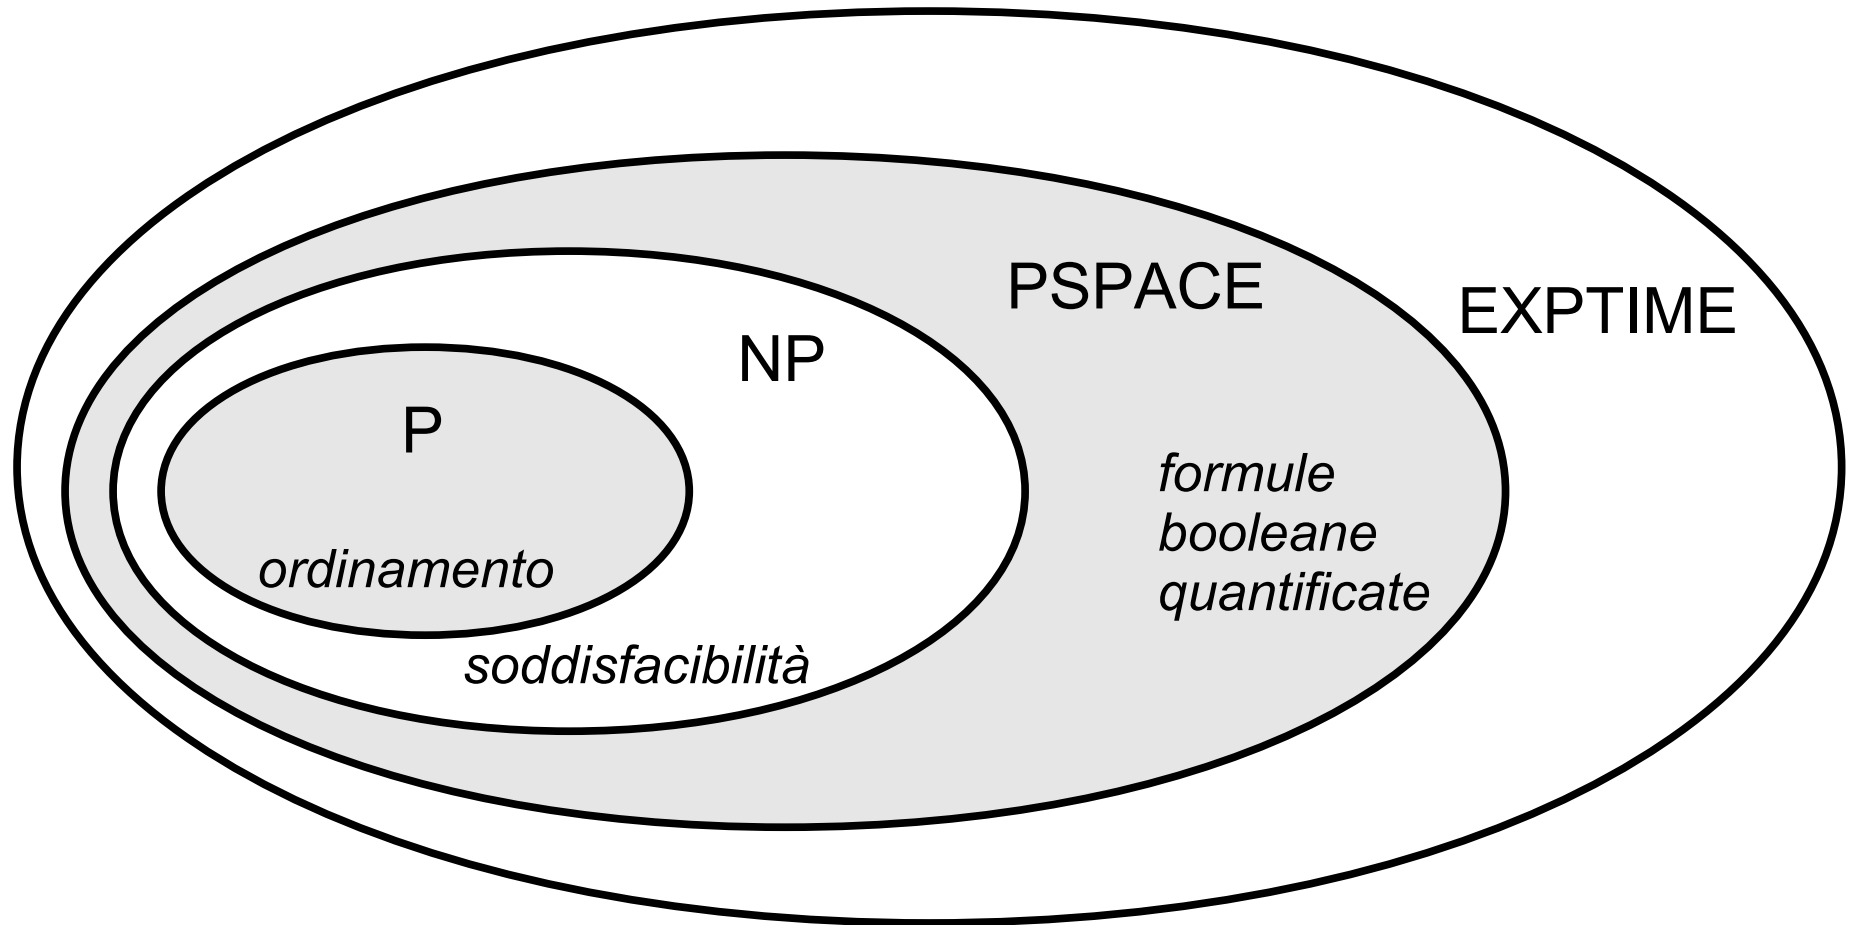 PSPACE
EXPTIME
NP
P
formule
booleane
quantificate
ordinamento
soddisfacibilità